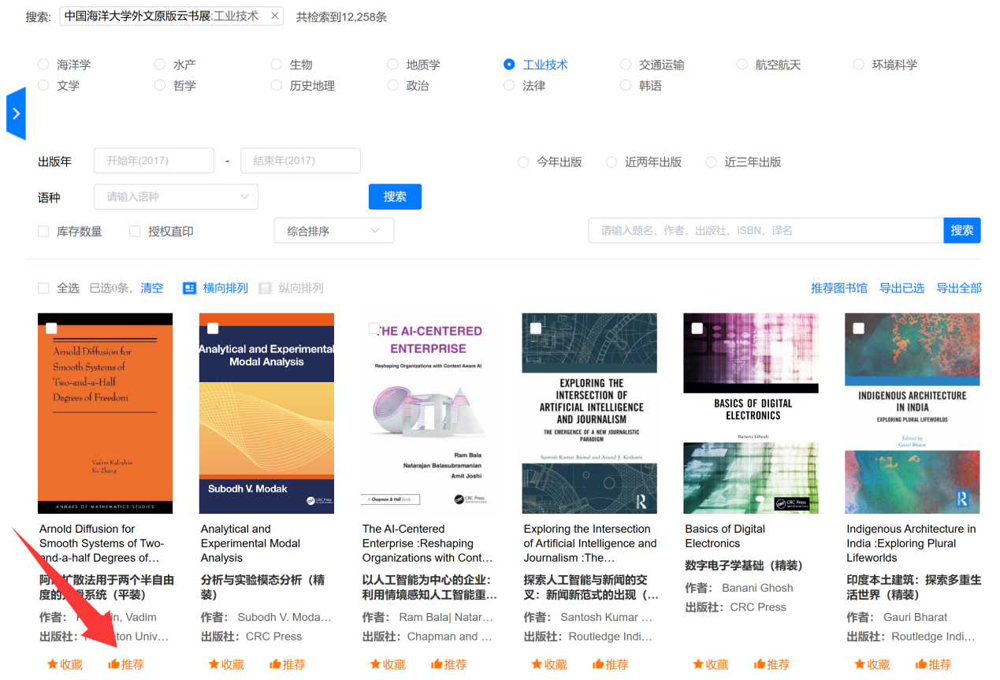 搜索: 中国海洋大学外文原版云书展:工业技术 × 共检索到12,258条
海洋学 水产 生物 地质学 工业技术 交通运输 航空航天 环境科学
文学 哲学 历史地理 政治 法律 韩语
出版年 开始年(2017) - 结束年(2017) 今年出版 近两年出版 近三年出版
语种 请输入语种 搜索
库存数量 授权直印 综合排序 请输入题名、作者、出版社、ISBN、译名 搜索
全选 已选0条, 清空 横向排列 纵向排列 推荐图书馆 导出已选 导出全部
Arnold Diffusion for
Smooth Systems of
Two-and-a-Half
Degrees of Freedom
Vadim Kaloshin
Ke Zhang
ANNALS OF MATHEMATICS STUDIES
Arnold Diffusion for
Smooth Systems of Two-
and-a-half Degrees of…
扩散法用于两个半自由
系统（平装）
作者： in, Vadim
出版社: ton Univ…
收藏 推荐
Analytical and Experimental
Modal Analysis
Subodh V. Modak
CRC Press
Analytical and
Experimental Modal
Analysis
分析与实验模态分析（精
装）
作者： Subodh V. Moda…
出版社: CRC Press
收藏 推荐
THE AI-CENTERED
ENTERPRISE
Reshaping Organizations with Context Aware AI
Ram Bala
Natarajan Balasubramanian
Amit Joshi
A Chapman & Hall Book
CRC Press
The AI-Centered
Enterprise :Reshaping
Organizations with Cont…
以人工智能为中心的企业：
利用情境感知人工智能重…
作者： Ram Bala| Natar…
出版社: Chapman and …
收藏 推荐
EXPLORING THE
INTERSECTION OF
ARTIFICIAL INTELLIGENCE
AND JOURNALISM
THE EMERGENCE OF A NEW JOURNALISTIC
PARADIGM
Santosh Kumar Biswal and Anand J. Kulkarni
R
Exploring the Intersection
of Artificial Intelligence and
Journalism :The…
探索人工智能与新闻的交
叉：新闻新范式的出现（…
作者： Santosh Kumar …
出版社: Routledge Indi…
收藏 推荐
BASICS OF DIGITAL
ELECTRONICS
Banani Ghosh
CRC Press
Basics of Digital
Electronics
数字电子学基础（精装）
作者： Banani Ghosh
出版社: CRC Press
收藏 推荐
INDIGENOUS ARCHITECTURE
IN INDIA
EXPLORING PLURAL LIFEWORLDS
Edited by
Gauri Bharat
R
Indigenous Architecture in
India :Exploring Plural
Lifeworlds
印度本土建筑：探索多重生
活世界（精装）
作者： Gauri Bharat
出版社: Routledge Indi…
收藏 推荐